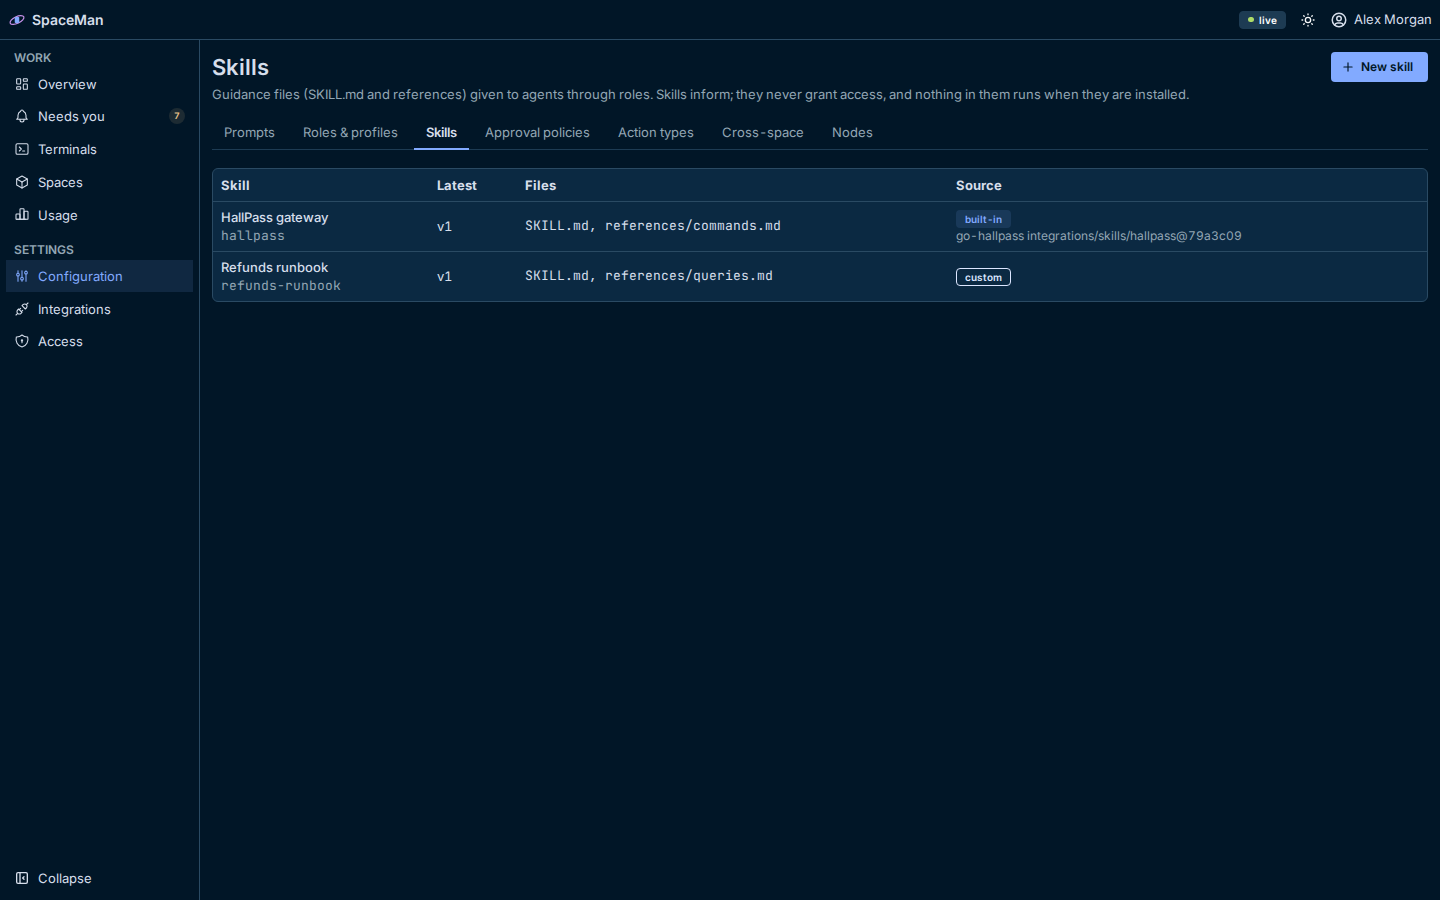 SpaceMan
live
Alex Morgan
WORK
Overview
Needs you 7
Terminals
Spaces
Usage
SETTINGS
Configuration
Integrations
Access
Collapse
Skills
New skill
Guidance files (SKILL.md and references) given to agents through roles. Skills inform; they never grant access, and nothing in them runs when they are installed.
Prompts Roles & profiles Skills Approval policies Action types Cross-space Nodes
Skill Latest Files Source
HallPass gateway
hallpass
v1
SKILL.md, references/commands.md
built-in
go-hallpass integrations/skills/hallpass@79a3c09
Refunds runbook
refunds-runbook
v1
SKILL.md, references/queries.md
custom